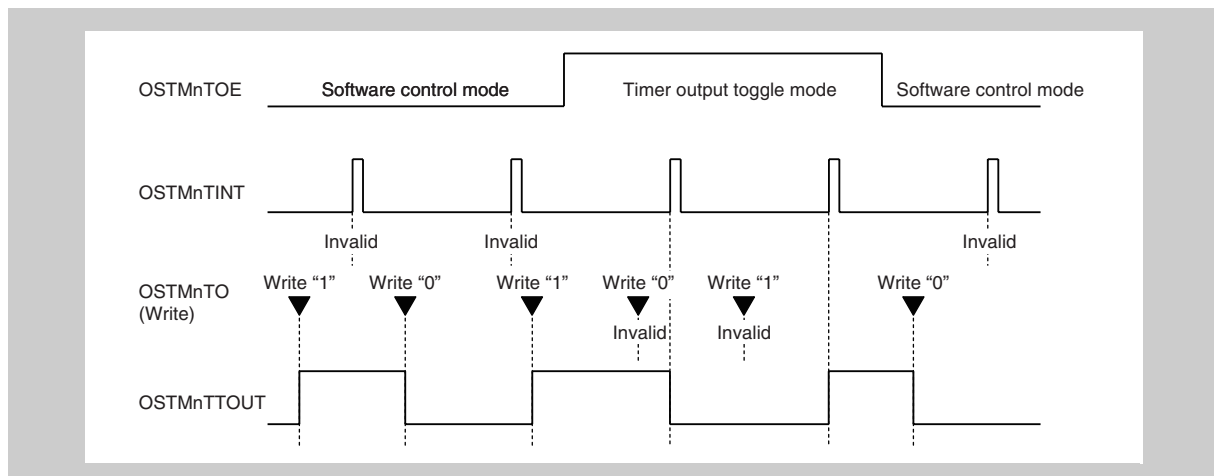 OSTMnTOE
Software control mode
Timer output toggle mode
Software control mode
OSTMnTINT
Invalid
Invalid
Invalid
OSTMnTO
(Write)
Write “1”
Write “0”
Write “1”
Write “0”
Write “1”
Write “0”
Invalid
Invalid
OSTMnTTOUT